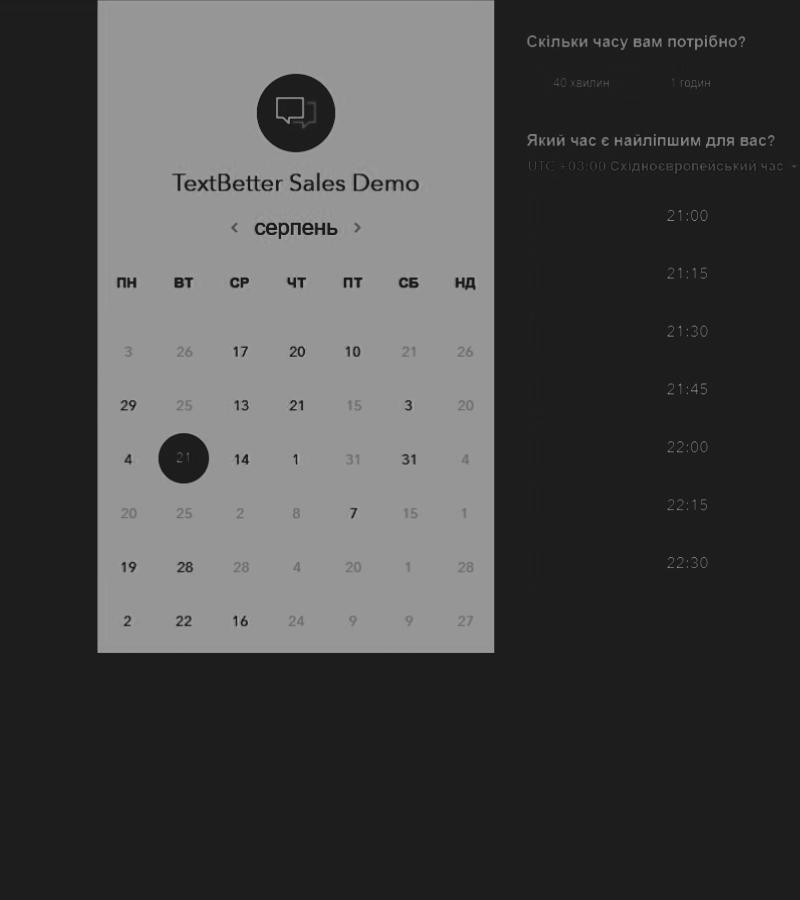 TextBetter Sales Demo
< серпень >
ПН ВТ СР ЧТ ПТ СБ НД
3 26 17 20 10 21 26
29 25 13 21 15 3 20
4 21 14 1 31 31 4
20 25 2 8 7 15 1
19 28 28 4 20 1 28
2 22 16 24 9 9 27
Скільки часу вам потрібно?
40 хвилин 1 годин
Який час є найліпшим для вас?
UTC +03:00 Східноєвропейський час
21:00
21:15
21:30
21:45
22:00
22:15
22:30